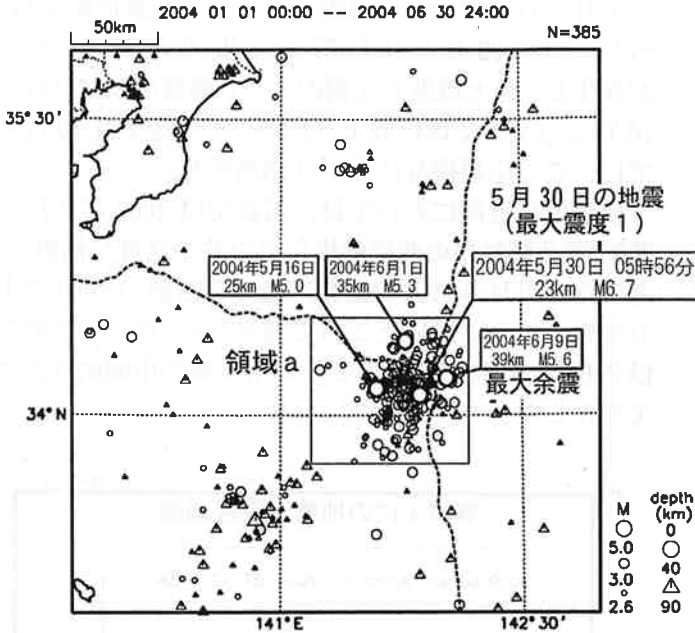 2004 01 01 00:00 -- 2004 06 30 24:00
50km
N=385
35°30'
5月30日の地震
(最大震度1)
2004年5月16日
25km M5.0
2004年6月1日
35km M5.3
2004年5月30日 05時56分
23km M6.7
2004年6月9日
39km M5.6
領域a
最大余震
34°N
M
5.0
3.0
2.6
depth
(km)
0
40
90
141°E
142°30'